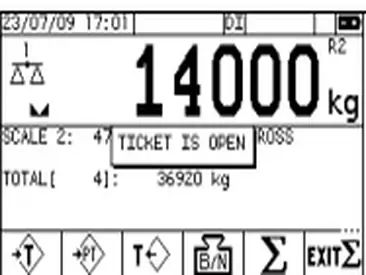 23/07/09 17:01 DI
1 R2
14000 kg
SCALE 2: 47 ROSS
TICKET IS OPEN
TOTAL[ 4]: 36920 kg
→T →PT T← B/N Σ EXITΣ